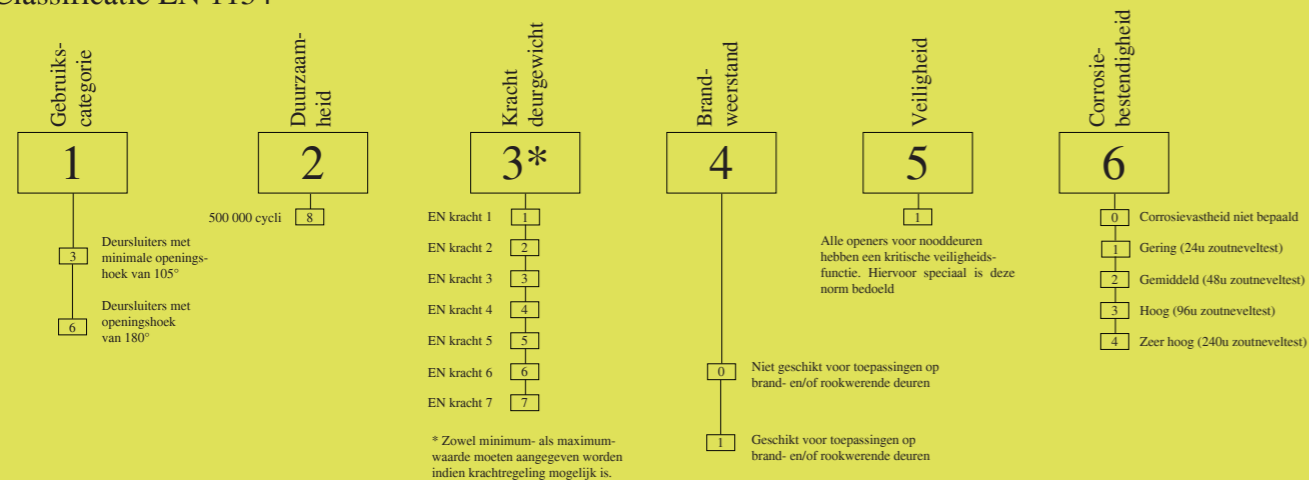 Classificatie EN 1154
Gebruiks-
categorie
1
3
Deursluiters met
minimale openings-
hoek van 105°
6
Deursluiters met
openingshoek
van 180°
Duurzaam-
heid
2
500 000 cycli 8
Kracht
deurgewicht
3*
EN kracht 1 1
EN kracht 2 2
EN kracht 3 3
EN kracht 4 4
EN kracht 5 5
EN kracht 6 6
EN kracht 7 7
* Zowel minimum- als maximum-
waarde moeten aangegeven worden
indien krachtregeling mogelijk is.
Brand-
weerstand
4
0
Niet geschikt voor toepassingen op
brand- en/of rookwerende deuren
1
Geschikt voor toepassingen op
brand- en/of rookwerende deuren
Veiligheid
5
1
Alle openers voor nooddeuren
hebben een kritische veiligheids-
functie. Hiervoor speciaal is deze
norm bedoeld
Corrosie-
bestendigheid
6
0 Corrosievastheid niet bepaald
1 Gering (24u zoutneveltest)
2 Gemiddeld (48u zoutneveltest)
3 Hoog (96u zoutneveltest)
4 Zeer hoog (240u zoutneveltest)